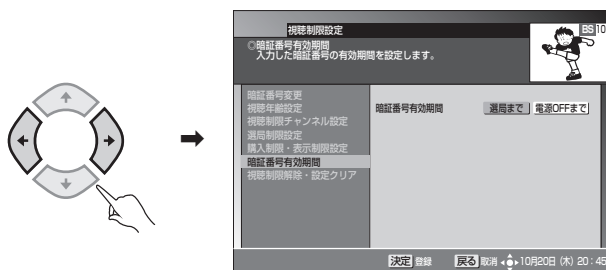 視聴制限設定
BS 10
◎暗証番号有効期間
入力した暗証番号の有効期間を設定します。
暗証番号変更
視聴年齢設定
視聴制限チャンネル設定
選局制限設定
購入制限・表示制限設定
暗証番号有効期間
視聴制限解除・設定クリア
暗証番号有効期間 選局まで 電源OFFまで
決定 登録 戻る 取消 10月20日 (木) 20:45